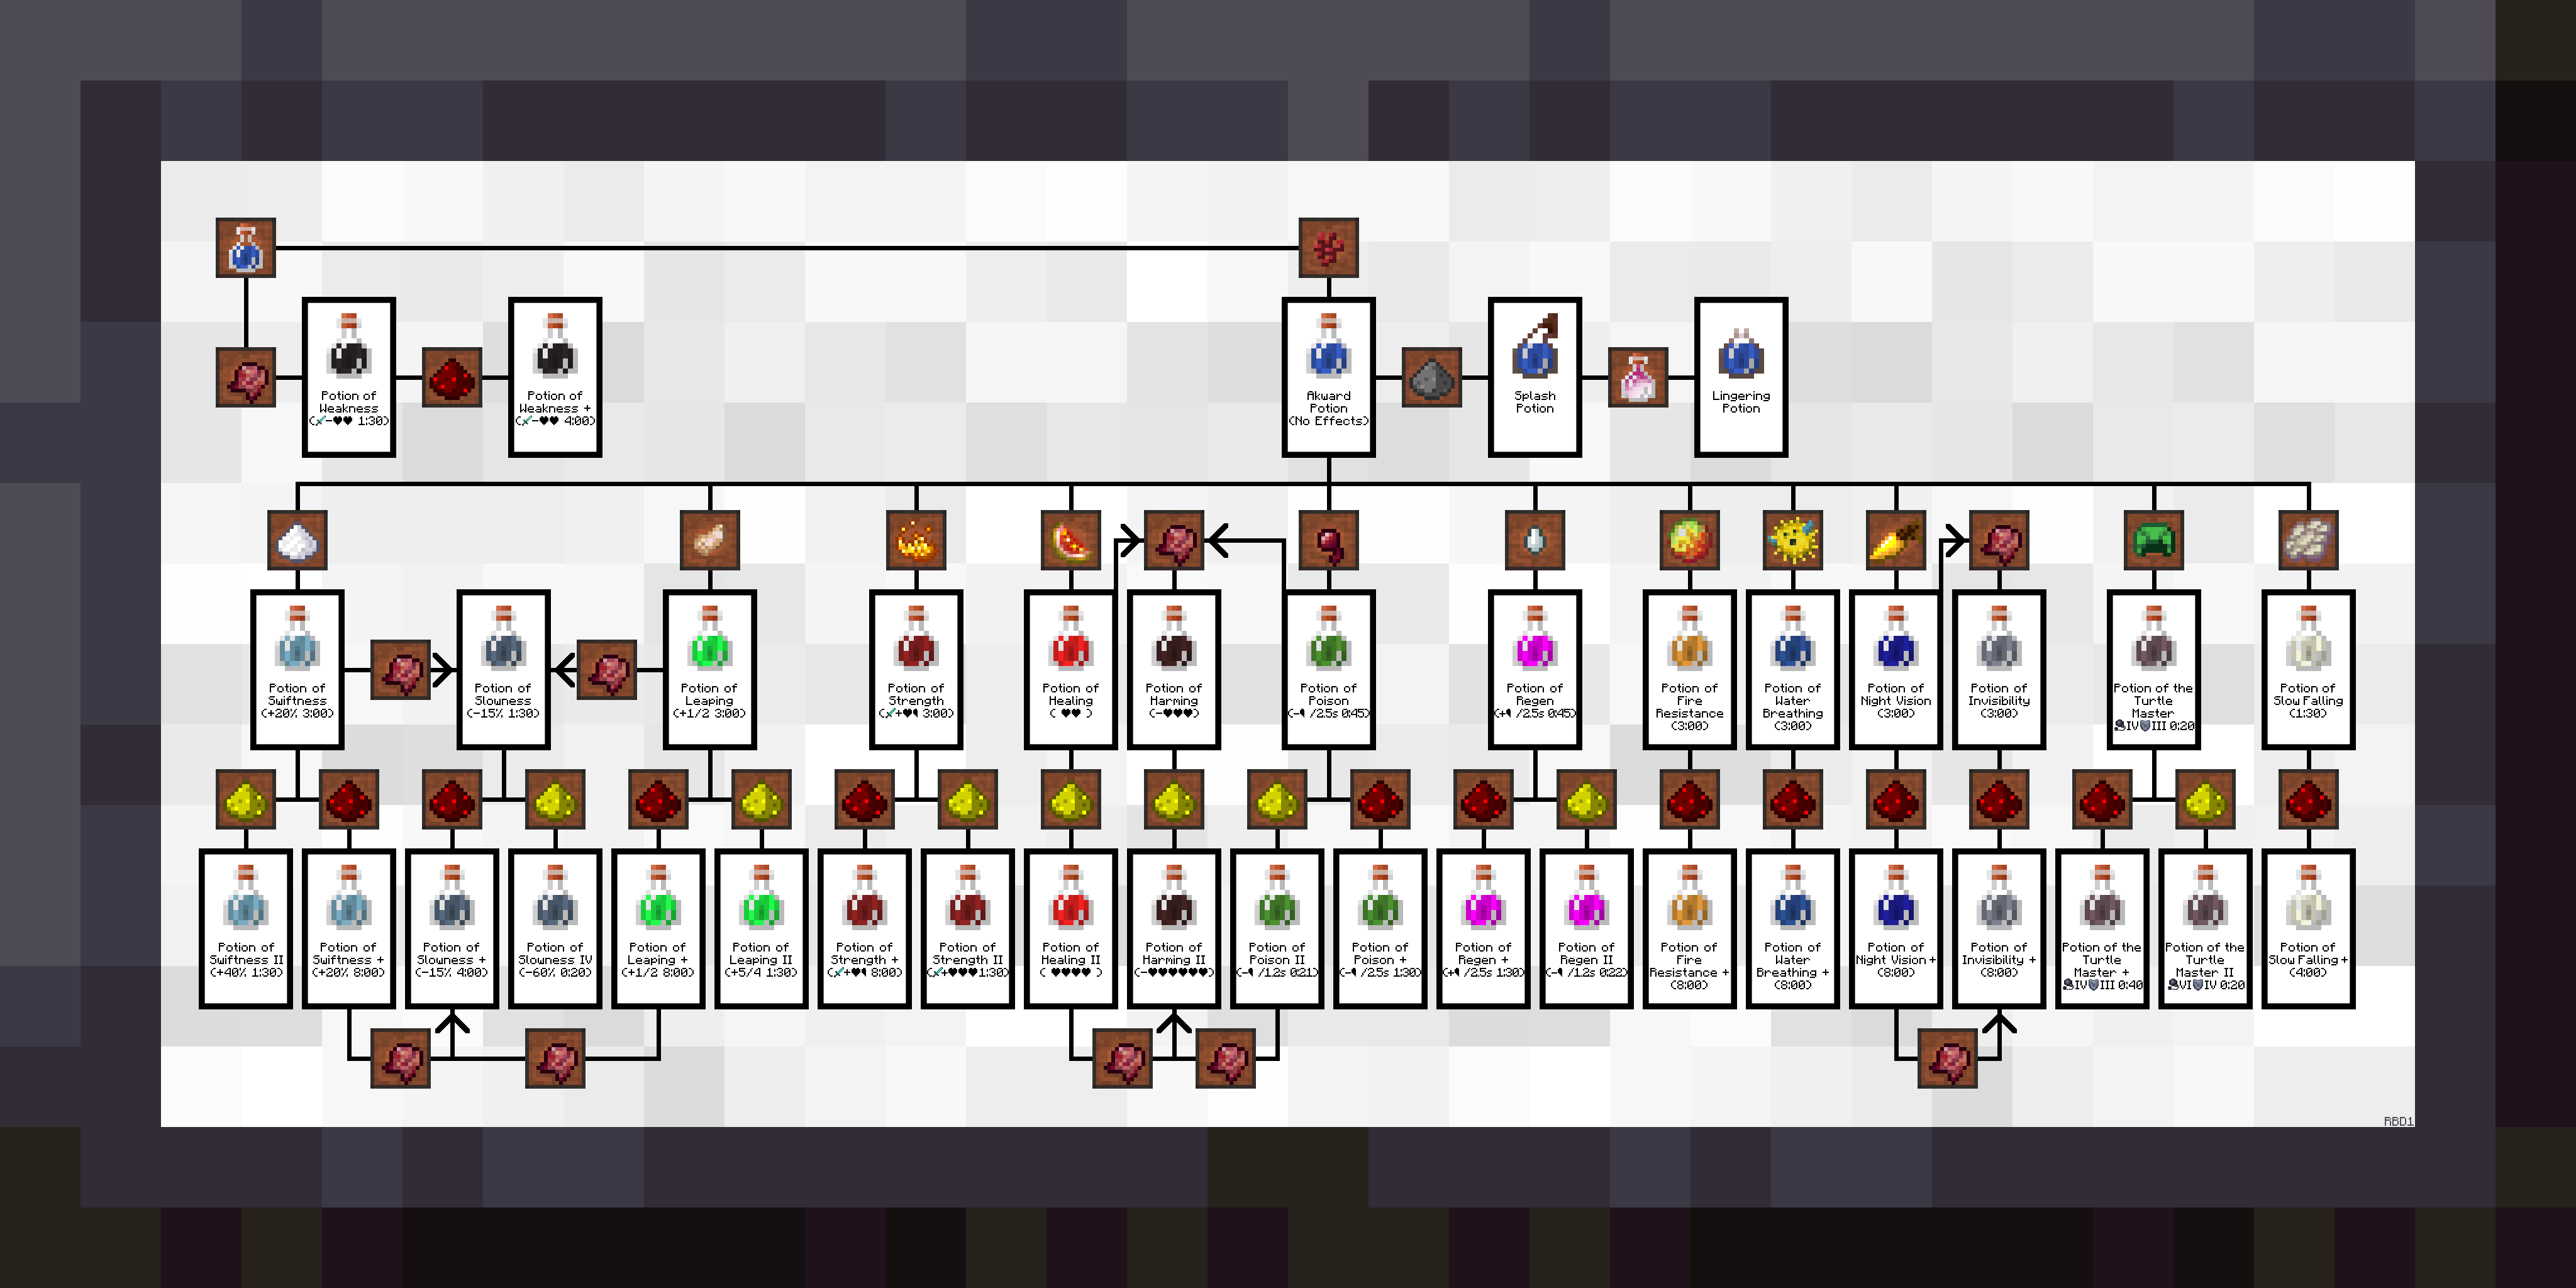 Potion of
Weakness
(-♥♥ 1:30)
Potion of
Weakness +
(-♥♥ 4:00)
Akward
Potion
(No Effects)
Splash
Potion
Lingering
Potion
Potion of
Swiftness
(+20% 3:00)
Potion of
Slowness
(-15% 1:30)
Potion of
Leaping
(+1/2 3:00)
Potion of
Strength
(+♥ 3:00)
Potion of
Healing
( ♥♥ )
Potion of
Harming
(-♥♥♥)
Potion of
Poison
(- /2.5s 0:45)
Potion of
Regen
(+ /2.5s 0:45)
Potion of
Fire
Resistance
(3:00)
Potion of
Water
Breathing
(3:00)
Potion of
Night Vision
(3:00)
Potion of
Invisibility
(3:00)
Potion of the
Turtle
Master
IV III 0:20
Potion of
Slow Falling
(1:30)
Potion of
Swiftness II
(+40% 1:30)
Potion of
Swiftness +
(+20% 8:00)
Potion of
Slowness +
(-15% 4:00)
Potion of
Slowness IV
(-60% 0:20)
Potion of
Leaping +
(+1/2 8:00)
Potion of
Leaping II
(+5/4 1:30)
Potion of
Strength +
(+♥ 8:00)
Potion of
Strength II
(+♥♥♥1:30)
Potion of
Healing II
( ♥♥♥♥ )
Potion of
Harming II
(-♥♥♥♥♥♥)
Potion of
Poison II
(- /1.2s 0:21)
Potion of
Poison +
(- /2.5s 1:30)
Potion of
Regen +
(+ /2.5s 1:30)
Potion of
Regen II
(- /1.2s 0:22)
Potion of
Fire
Resistance +
(8:00)
Potion of
Water
Breathing +
(8:00)
Potion of
Night Vision +
(8:00)
Potion of
Invisibility +
(8:00)
Potion of the
Turtle
Master +
IV III 0:40
Potion of the
Turtle
Master II
VI IV 0:20
Potion of
Slow Falling +
(4:00)
RBD1